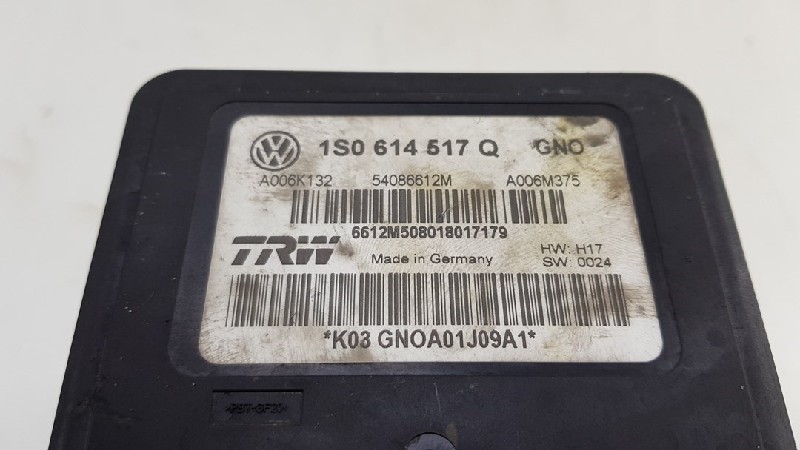 1S0 614 517 Q GNO
A006K132 54086612M A006M375
6612M508018017179
TRW Made in Germany HW: H17
SW: 0024
*K03 GNOA01J09A1*